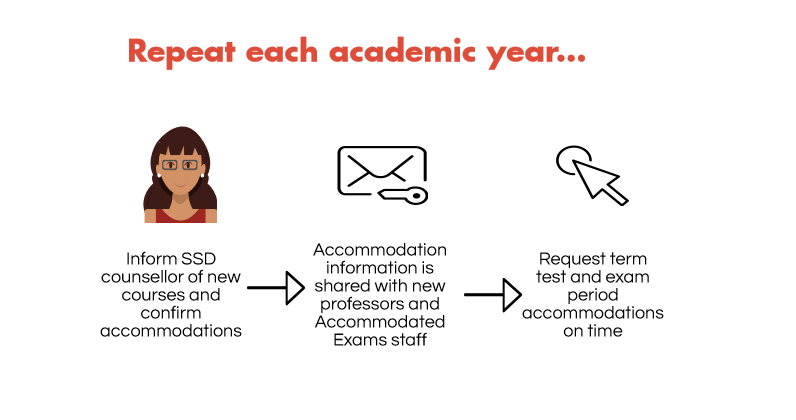 Repeat each academic year...
Inform SSD
counsellor of new
courses and
confirm
accommodations
Accommodation
information is
shared with new
professors and
Accommodated
Exams staff
Request term
test and exam
period
accommodations
on time